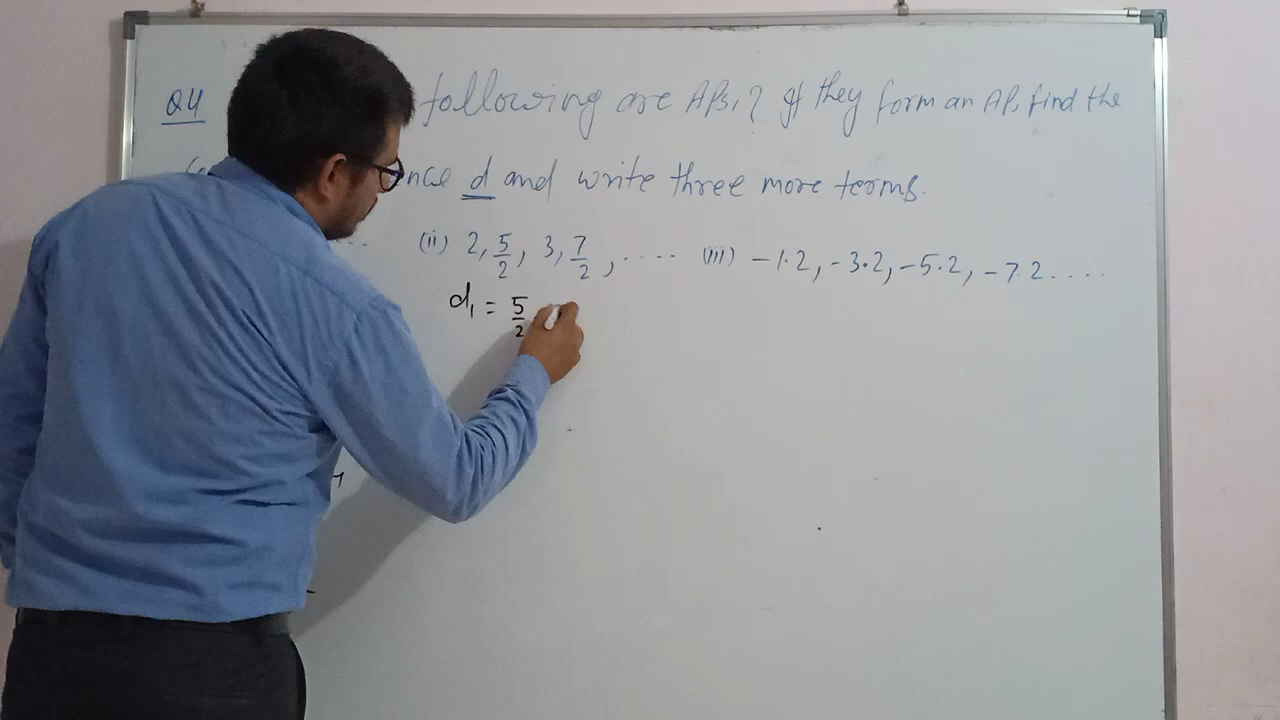 Q4 following are APs,? If they form an AP, find the
d and write three more terms.
.. (ii) 2, 5/2, 3, 7/2, ..... (iii) -1.2, -3.2, -5.2, -7.2....
d₁ = 5/2